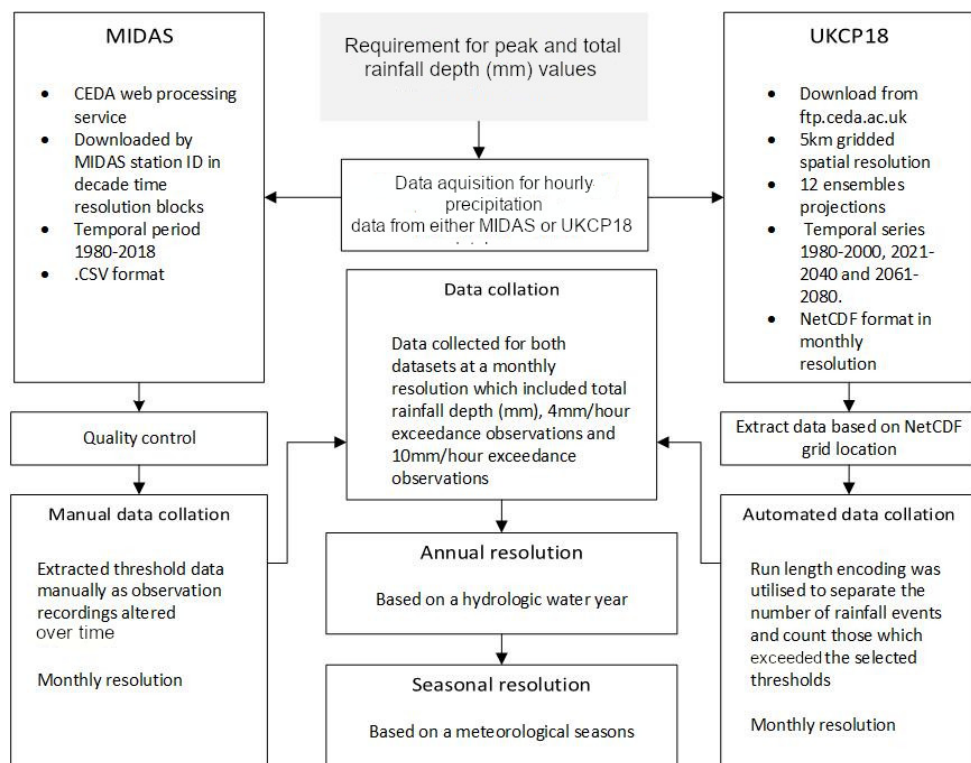 MIDAS
CEDA web processing
service
Downloaded by
MIDAS station ID in
decade time
resolution blocks
Temporal period
1980-2018
.CSV format
Requirement for peak and total
rainfall depth (mm) values
UKCP18
Download from
ftp.ceda.ac.uk
5km gridded
spatial resolution
12 ensembles
projections
Temporal series
1980-2000, 2021-
2040 and 2061-
2080.
NetCDF format in
monthly
resolution
Data aquisition for hourly
precipitation
data from either MIDAS or UKCP18
Data collation
Data collected for both
datasets at a monthly
resolution which included total
rainfall depth (mm), 4mm/hour
exceedance observations and
10mm/hour exceedance
observations
Quality control
Extract data based on NetCDF
grid location
Manual data collation
Extracted threshold data
manually as observation
recordings altered
over time
Monthly resolution
Annual resolution
Based on a hydrologic water year
Seasonal resolution
Based on a meteorological seasons
Automated data collation
Run length encoding was
utilised to separate the
number of rainfall events
and count those which
exceeded the selected
thresholds
Monthly resolution